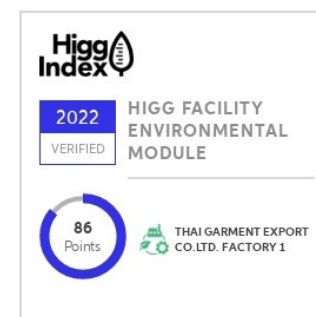 Higg
Index
2022
VERIFIED
HIGG FACILITY
ENVIRONMENTAL
MODULE
86
Points
THAI GARMENT EXPORT
CO.LTD. FACTORY 1